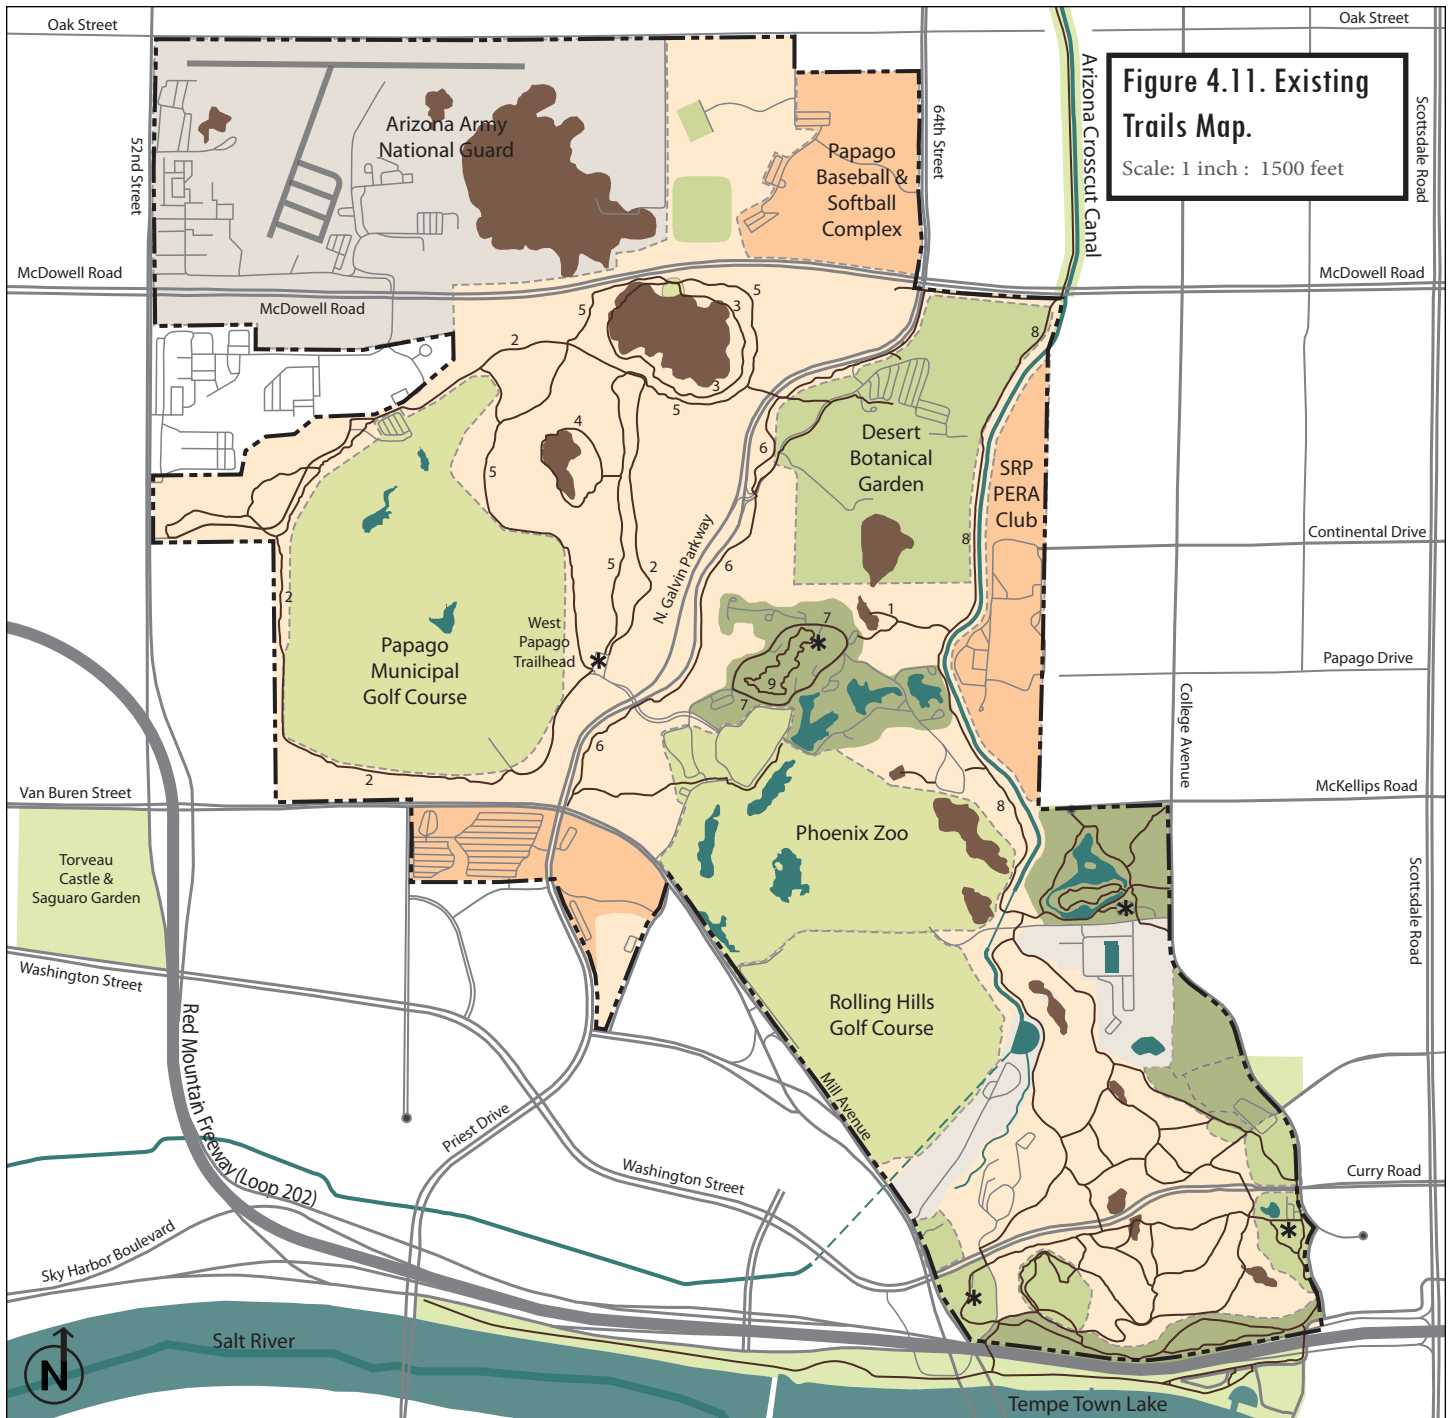 Oak Street
Oak Street
Figure 4.11. Existing
Trails Map.
Scale: 1 inch : 1500 feet
52nd Street
Arizona Army
National Guard
Papago
Baseball &
Softball
Complex
64th Street
Arizona Crosscut Canal
Scottsdale Road
McDowell Road
McDowell Road
McDowell Road
5
5
3
2
8
3
5
4
6
5
Desert
Botanical
Garden
SRP
PERA
Club
N. Galvin Parkway
Continental Drive
8
5
2
6
2
1
7
West
Papago
Trailhead
*
*
Papago
Municipal
Golf Course
Papago Drive
9
7
College Avenue
6
2
Van Buren Street
McKellips Road
8
Phoenix Zoo
Torveau
Castle &
Saguaro Garden
*
Scottsdale Road
Washington Street
Rolling Hills
Golf Course
Red Mountain Freeway (Loop 202)
Mill Avenue
Priest Drive
Washington Street
Curry Road
*
Sky Harbor Boulevard
*
Salt River
N
Tempe Town Lake